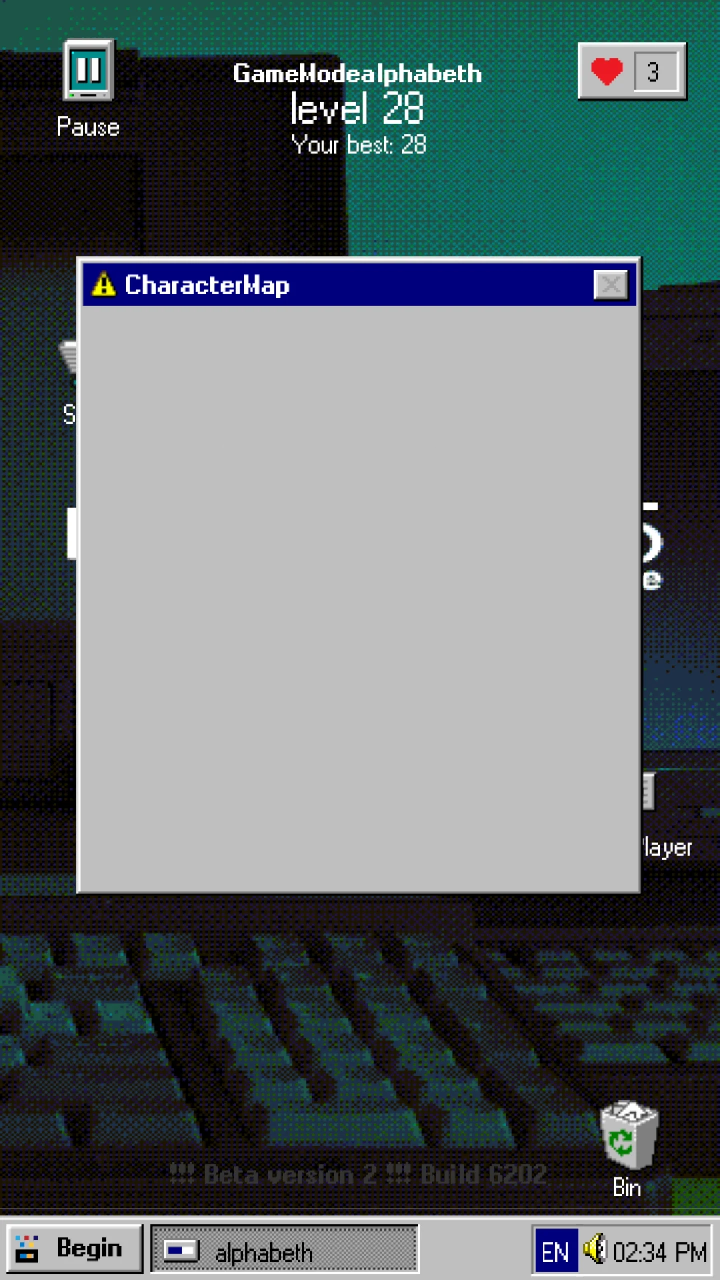 GameModealphabeth
level 28
3
Your best: 28
Pause
CharacterMap
S
5
e
layer
!!! Beta version 2 !!! Build 6202
Bin
Begin
alphabeth
EN
02:34 PM